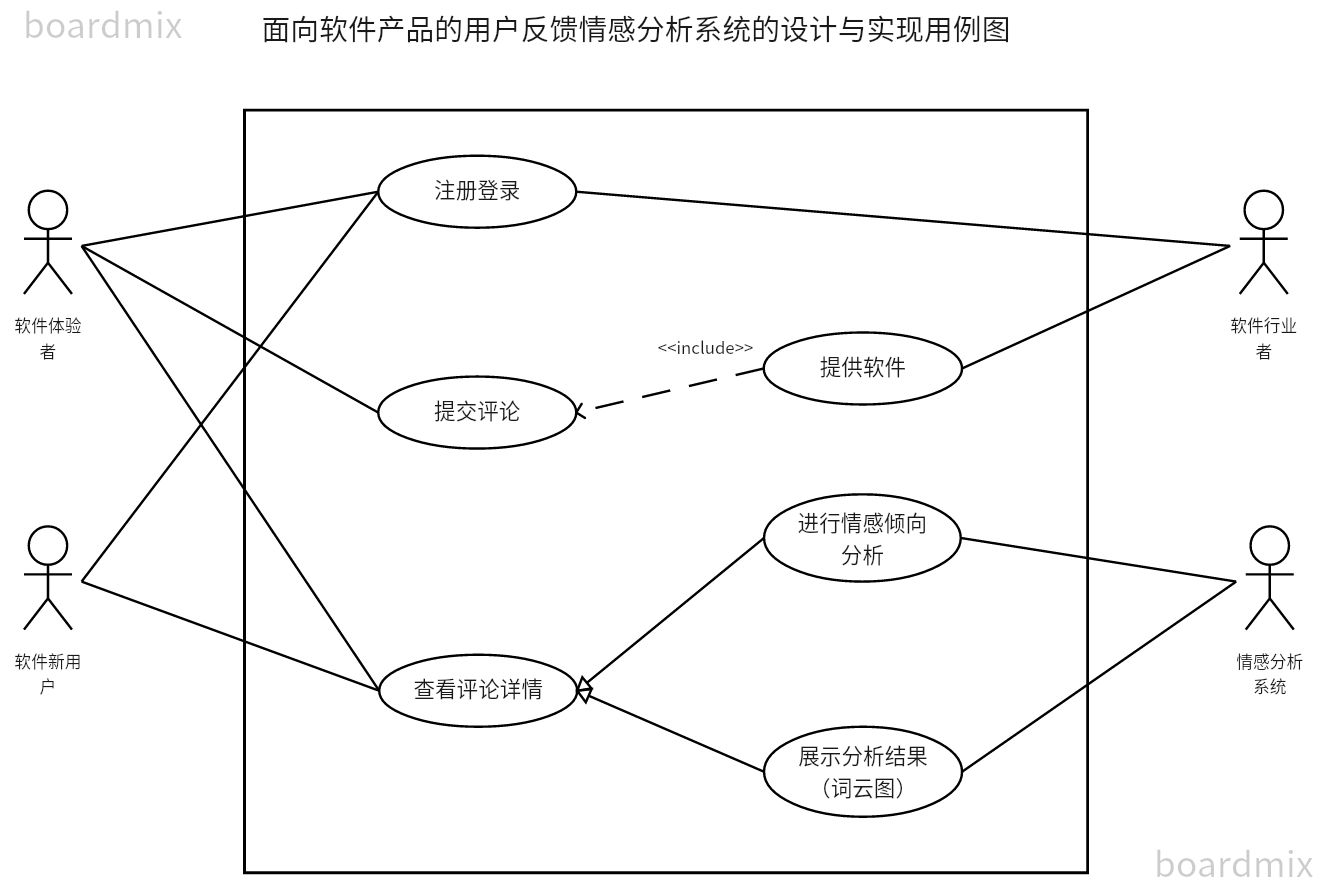 boardmix
面向软件产品的用户反馈情感分析系统的设计与实现用例图
注册登录
软件体验
者
软件行业
者
<<include>>
提供软件
提交评论
进行情感倾向
分析
软件新用
户
情感分析
系统
查看评论详情
展示分析结果
（词云图）
boardmix